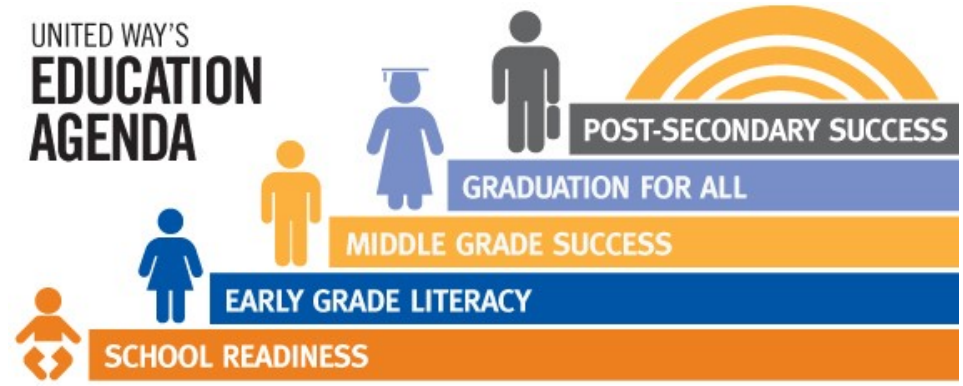 UNITED WAY'S
EDUCATION
AGENDA
POST-SECONDARY SUCCESS
GRADUATION FOR ALL
MIDDLE GRADE SUCCESS
EARLY GRADE LITERACY
SCHOOL READINESS